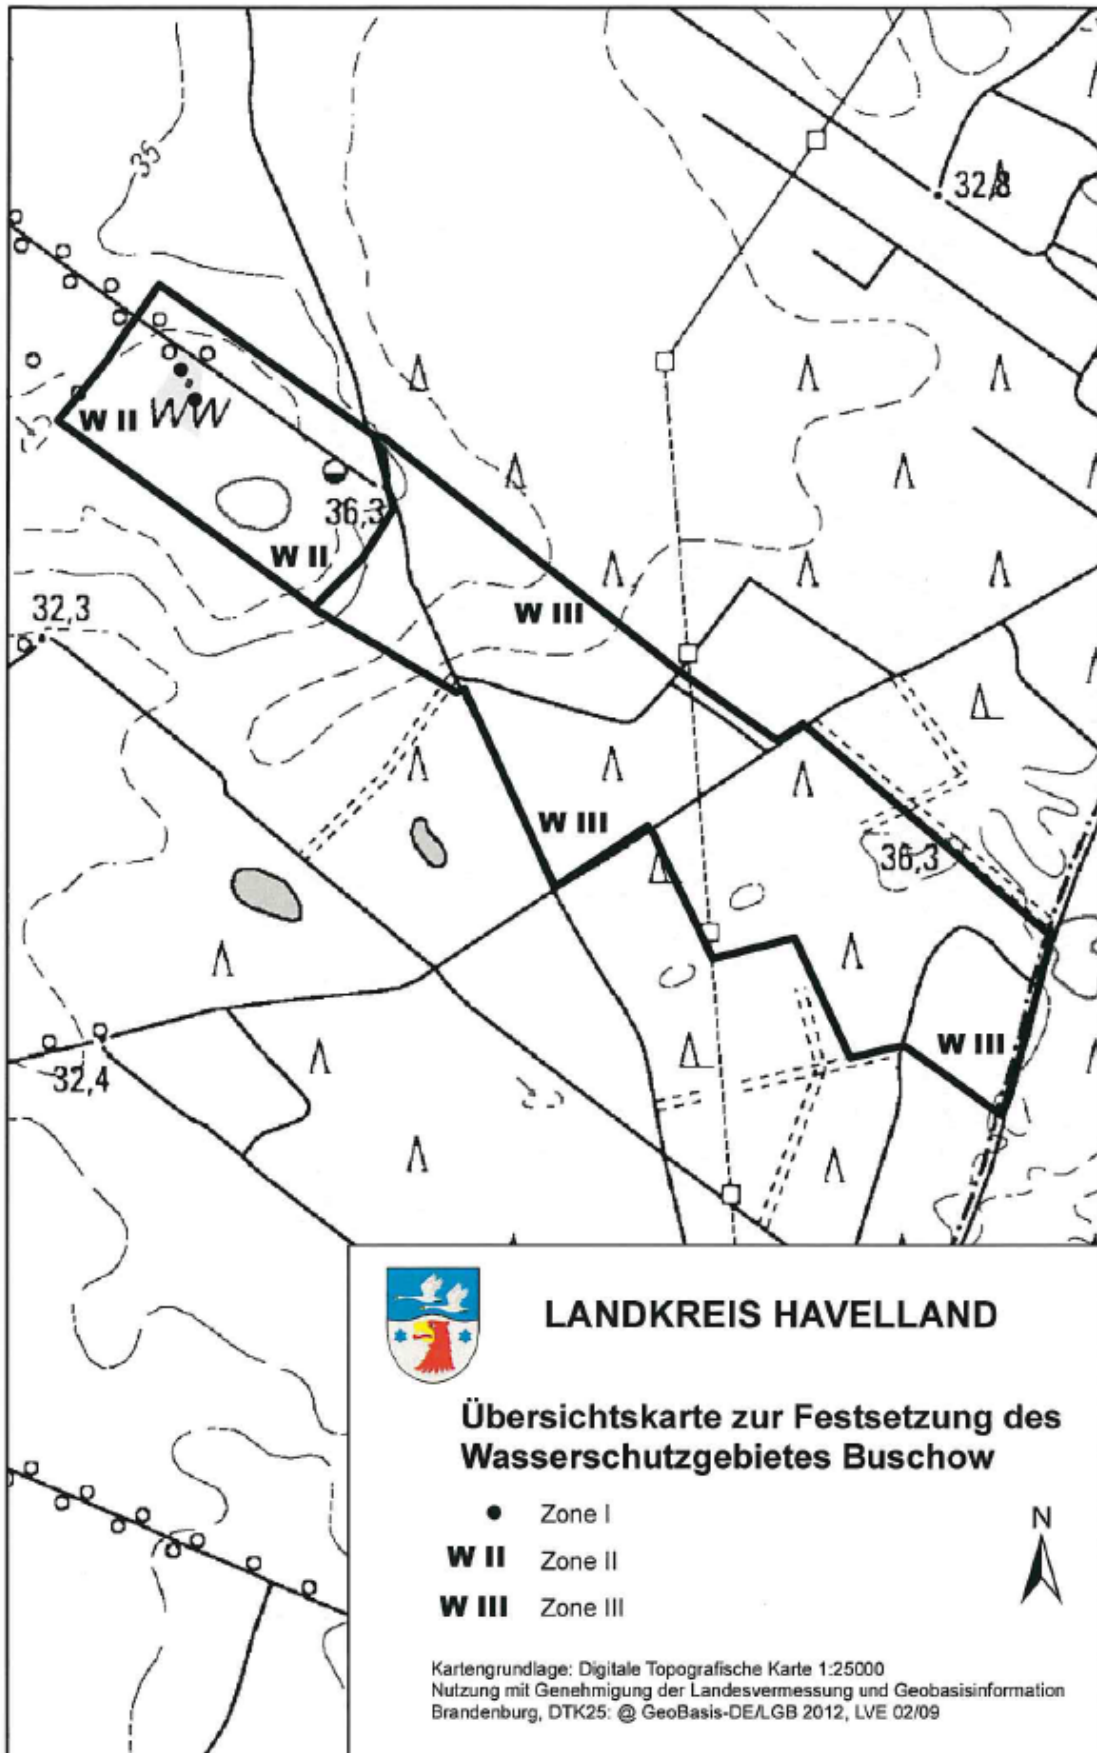 35
32,8
W II
WW
36,3
W II
32,3
W III
W III
36,3
W III
32,4
LANDKREIS HAVELLAND
Übersichtskarte zur Festsetzung des
Wasserschutzgebietes Buschow
Zone I
W II Zone II
W III Zone III
N
Kartengrundlage: Digitale Topografische Karte 1:25000
Nutzung mit Genehmigung der Landesvermessung und Geobasisinformation
Brandenburg, DTK25: @ GeoBasis-DE/LGB 2012, LVE 02/09